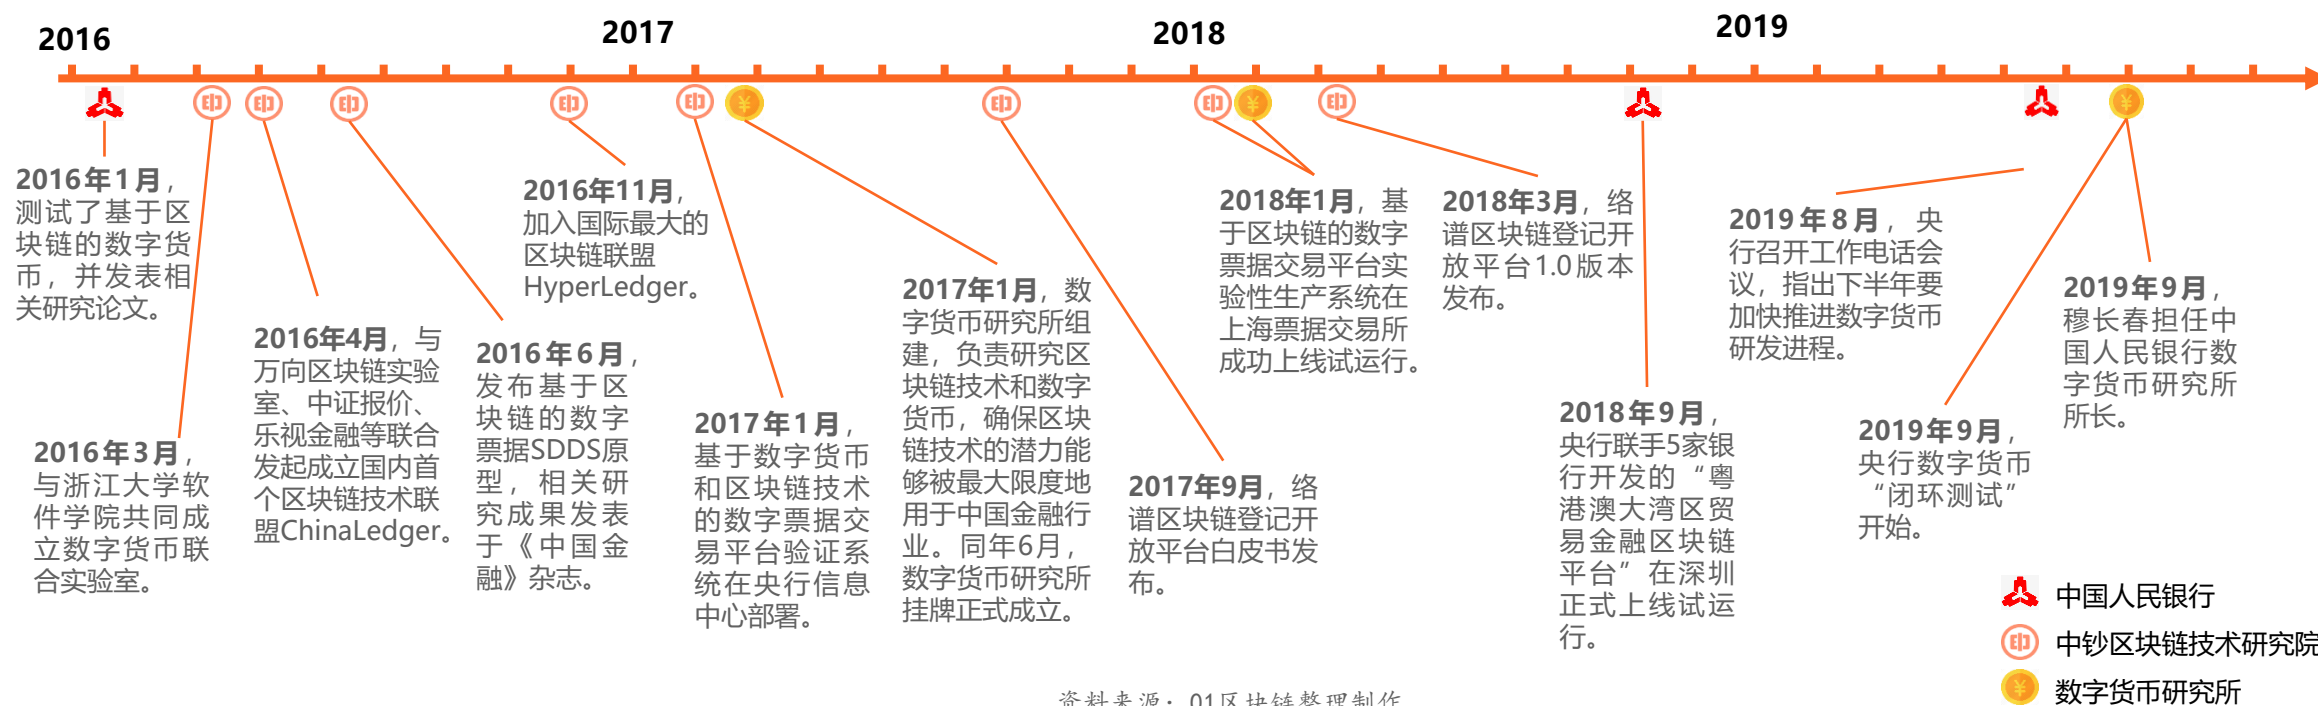 2016
2017
2018
2019
2016年1月，
测试了基于区
块链的数字货
币，并发表相
关研究论文。
2016年3月，
与浙江大学软
件学院共同成
立数字货币联
合实验室。
2016年4月，与
万向区块链实验
室、中证报价、
乐视金融等联合
发起成立国内首
个区块链技术联
盟ChinaLedger。
2016年6月，
发布基于区
块链的数字
票据SDDS原
型，相关研
究成果发表
于《中国金
融》杂志。
2016年11月，
加入国际最大的
区块链联盟
HyperLedger。
2017年1月，
基于数字货币
和区块链技术
的数字票据交
易平台验证系
统在央行信息
中心部署。
2017年1月，数
字货币研究所组
建，负责研究区
块链技术和数字
货币，确保区块
链技术的潜力能
够被最大限度地
用于中国金融行
业。同年6月，
数字货币研究所
挂牌正式成立。
2017年9月，络
谱区块链登记开
放平台白皮书发
布。
2018年1月，基
于区块链的数字
票据交易平台实
验性生产系统在
上海票据交易所
成功上线试运行。
2018年3月，络
谱区块链登记开
放平台1.0版本
发布。
2018年9月，
央行联手5家银
行开发的“粤
港澳大湾区贸
易金融区块链
平台”在深圳
正式上线试运
行。
2019年8月，央
行召开工作电话会
议，指出下半年要
加快推进数字货币
研发进程。
2019年9月，
央行数字货币
“闭环测试”
开始。
2019年9月，
穆长春担任中
国人民银行数
字货币研究所
所长。
中国人民银行
中钞区块链技术研究院
数字货币研究所
资料来源：01区块链整理制作